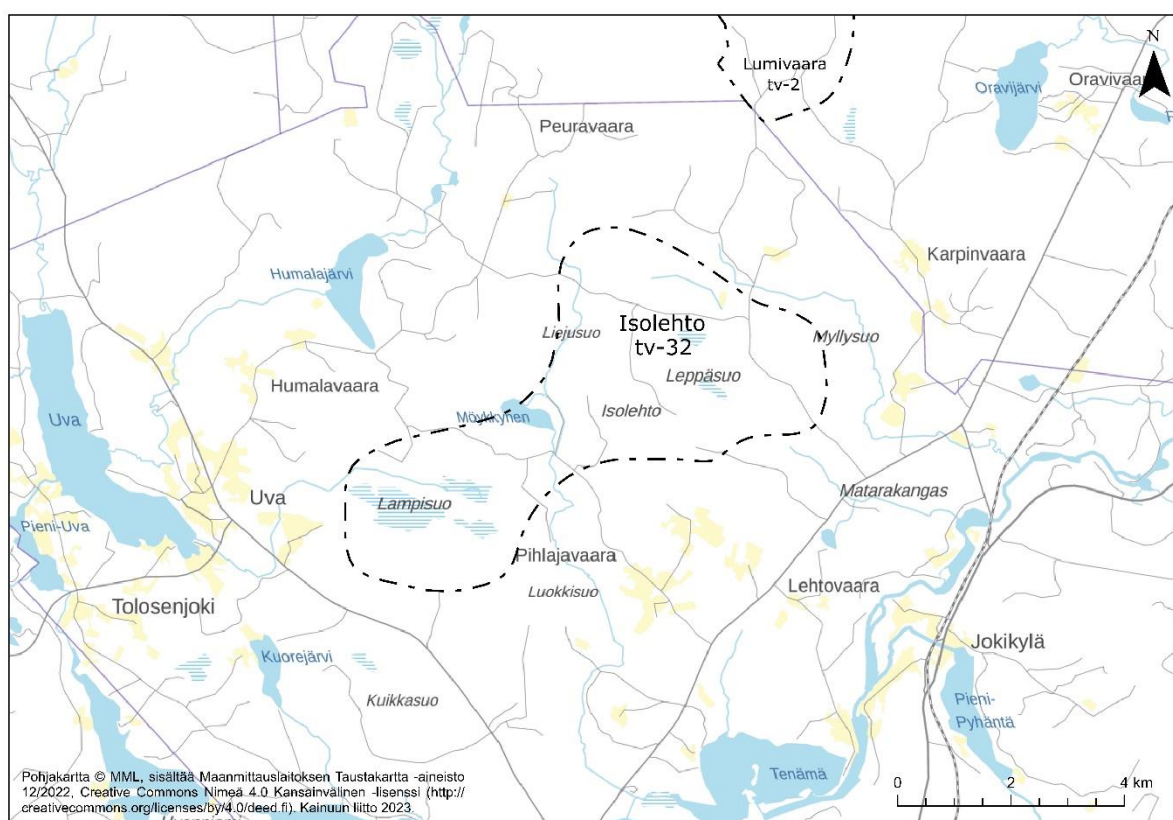 Lumivaara
tv-2
N
Oravijärvi
Oravivaara
Peuravaara
Karpinvaara
Humalajärvi
Isolehto
tv-32
Liejusuo
Myllysuo
Leppäsuo
Humalavaara
Möykkynen
Isolehto
Uva
Uva
Lampisuo
Matarakangas
Pieni-Uva
Pihlajavaara
Luokkisuo
Lehtovaara
Tolosenjoki
Jokikylä
Kuorejärvi
Kuikkasuo
Pieni-
Pyhäntä
Tenämä
Pohjakartta © MML, sisältää Maanmittauslaitoksen Taustakartta -aineisto
12/2022, Creative Commons Nimeä 4.0 Kansainvälinen -lisenssi (http://
creativecommons.org/licenses/by/4.0/deed.fi). Kainuun liitto 2023.
0 2 4 km